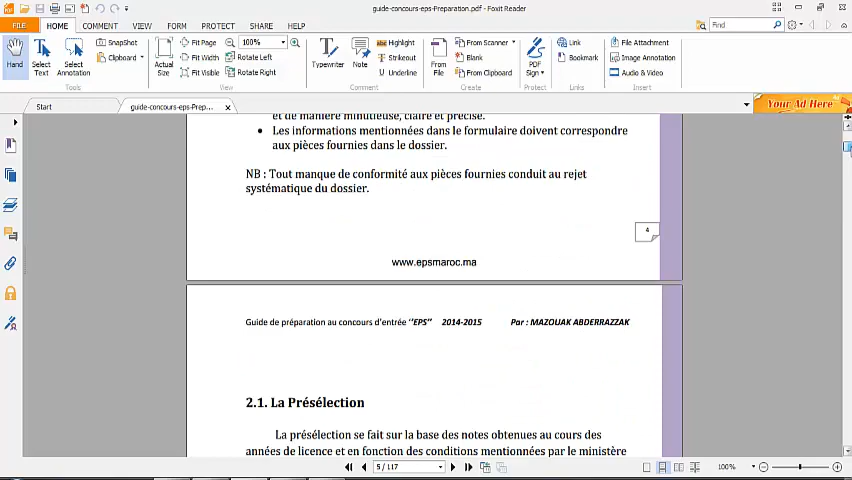 guide-concours-eps-Preparation.pdf - Foxit Reader
FILE HOME COMMENT VIEW FORM PROTECT SHARE HELP
Find
Hand
Select Text
Select Annotation
SnapShot
Clipboard
Tools
Actual Size
Fit Page
Fit Width
Fit Visible
100%
Rotate Left
Rotate Right
View
Typewriter
Note
Highlight
Strikeout
Underline
Comment
From File
From Scanner
Blank
From Clipboard
Create
PDF Sign
Protect
Link
Bookmark
Links
File Attachment
Image Annotation
Audio & Video
Insert
Start
guide-concours-eps-Prep...
Your Ad Here
et de manière minutieuse, claire et précise.
• Les informations mentionnées dans le formulaire doivent correspondre
aux pièces fournies dans le dossier.
NB : Tout manque de conformité aux pièces fournies conduit au rejet
systématique du dossier.
4
www.epsmaroc.ma
Guide de préparation au concours d'entrée ‘’EPS’’ 2014-2015 Par : MAZOUAK ABDERRAZZAK
2.1. La Présélection
La présélection se fait sur la base des notes obtenues au cours des
années de licence et en fonction des conditions mentionnées par le ministère
5 / 117
100%